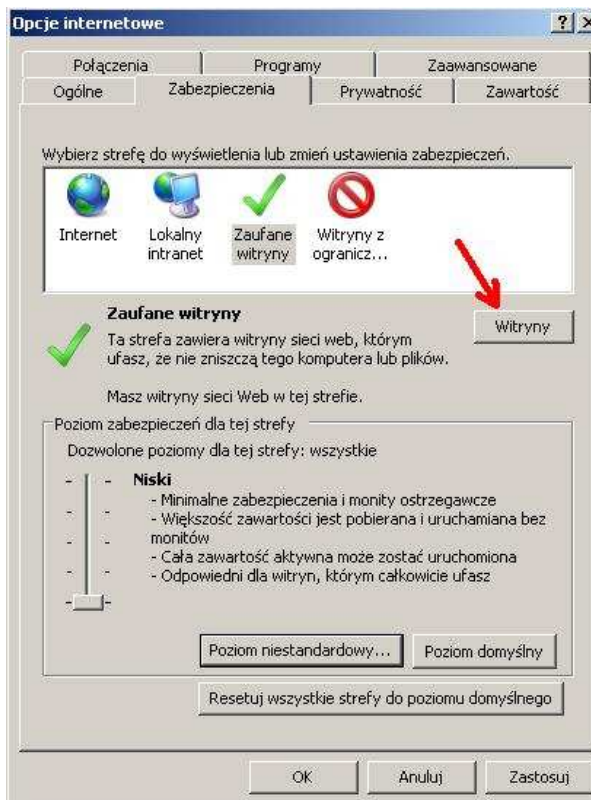 Opcje internetowe
Połączenia Programy Zaawansowane
Ogólne Zabezpieczenia Prywatność Zawartość
Wybierz strefę do wyświetlenia lub zmień ustawienia zabezpieczeń.
Internet Lokalny intranet Zaufane witryny Witryny z ogranicz...
Zaufane witryny
Witryny
Ta strefa zawiera witryny sieci web, którym
ufasz, że nie zniszczą tego komputera lub plików.
Masz witryny sieci Web w tej strefie.
Poziom zabezpieczeń dla tej strefy
Dozwolone poziomy dla tej strefy: wszystkie
Niski
- Minimalne zabezpieczenia i monity ostrzegawcze
- Większość zawartości jest pobierana i uruchamiana bez
monitów
- Cała zawartość aktywna może zostać uruchomiona
- Odpowiedni dla witryn, którym całkowicie ufasz
Poziom niestandardowy... Poziom domyślny
Resetuj wszystkie strefy do poziomu domyślnego
OK Anuluj Zastosuj